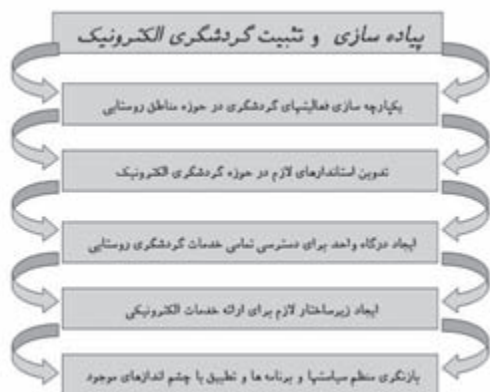 پیاده سازی و تثبیت گردشگری الکترونیک
یکپارچه سازی فعالیتهای گردشگری در حوزه مناطق روستایی
تدوین استاندارهای لازم در حوزه گردشگری الکترونیک
ایجاد درگاه واحد برای دسترسی تمامی خدمات گردشگری روستایی
ایجاد زیرساختار لازم برای ارائه خدمات الکترونیکی
بازنگری منظم سیاستها و برنامه ها و تطبیق با چشم اندازهای موجود